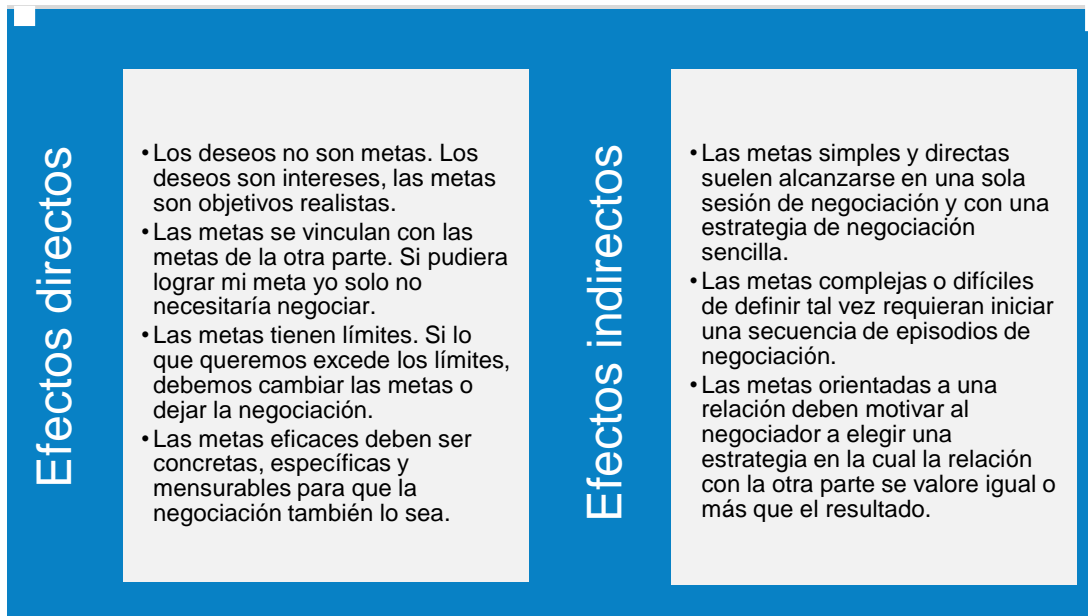 Efectos directos
•Los deseos no son metas. Los
deseos son intereses, las metas
son objetivos realistas.
•Las metas se vinculan con las
metas de la otra parte. Si pudiera
lograr mi meta yo solo no
necesitaría negociar.
•Las metas tienen límites. Si lo
que queremos excede los límites,
debemos cambiar las metas o
dejar la negociación.
•Las metas eficaces deben ser
concretas, específicas y
mensurables para que la
negociación también lo sea.
Efectos indirectos
•Las metas simples y directas
suelen alcanzarse en una sola
sesión de negociación y con una
estrategia de negociación
sencilla.
•Las metas complejas o difíciles
de definir tal vez requieran iniciar
una secuencia de episodios de
negociación.
•Las metas orientadas a una
relación deben motivar al
negociador a elegir una
estrategia en la cual la relación
con la otra parte se valore igual o
más que el resultado.